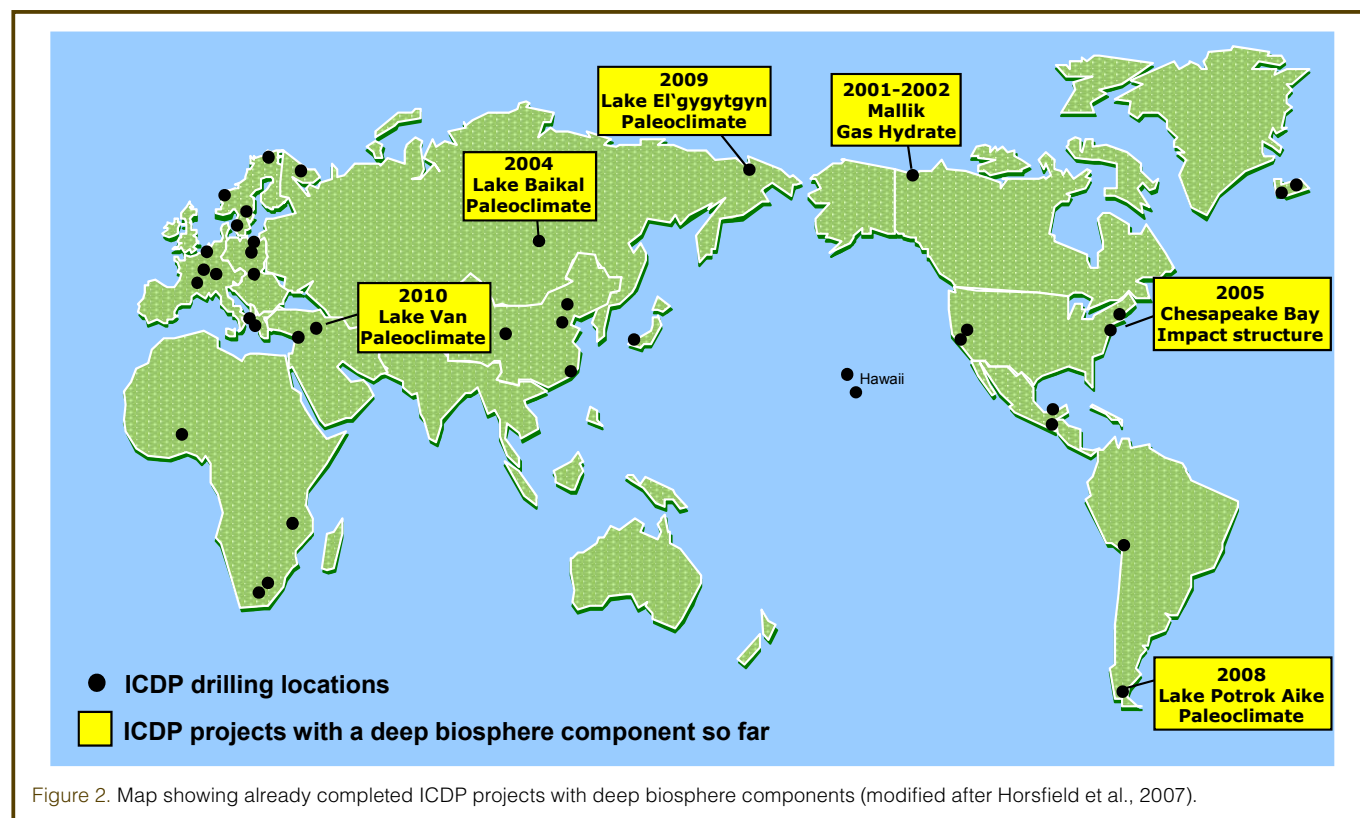 2009
Lake El'gygytgyn
Paleoclimate
2001-2002
Mallik
Gas Hydrate
2004
Lake Baikal
Paleoclimate
2010
Lake Van
Paleoclimate
2005
Chesapeake Bay
Impact structure
Hawaii
2008
Lake Potrok Aike
Paleoclimate
ICDP drilling locations
ICDP projects with a deep biosphere component so far
Figure 2. Map showing already completed ICDP projects with deep biosphere components (modified after Horsfield et al., 2007).